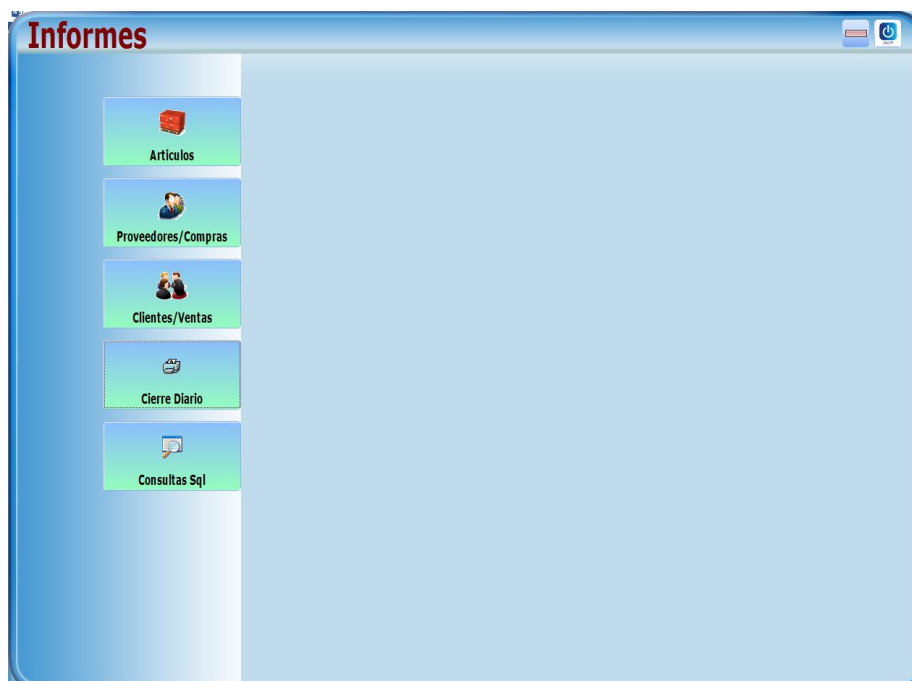 Informes
Articulos
Proveedores/Compras
Clientes/Ventas
Cierre Diario
Consultas Sql